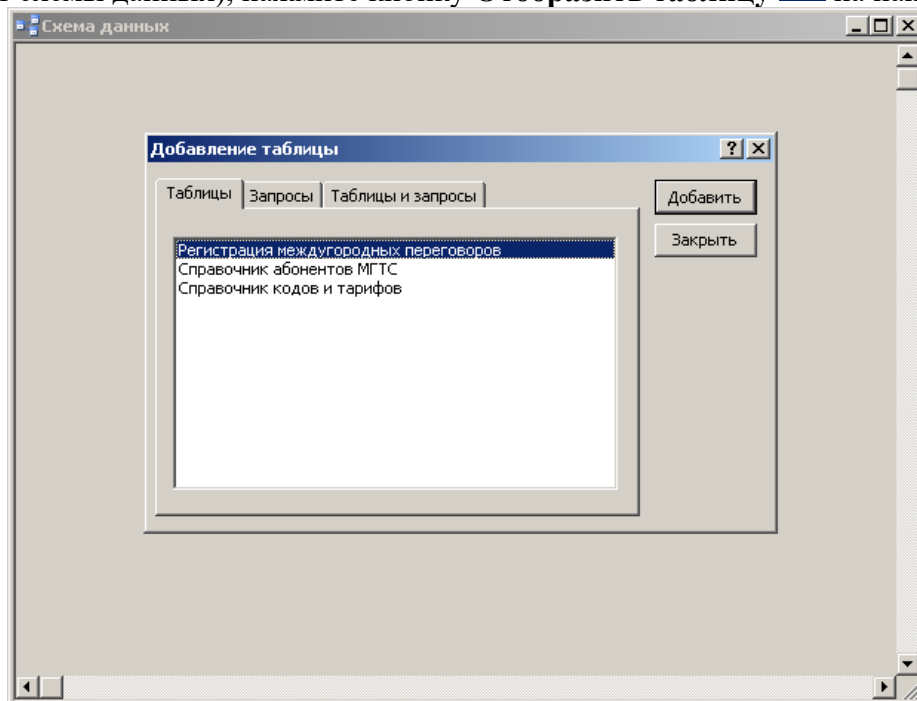 Схема данных
Добавление таблицы
Таблицы Запросы Таблицы и запросы
Добавить
Закрыть
Регистрация междугородных переговоров
Справочник абонентов МГТС
Справочник кодов и тарифов